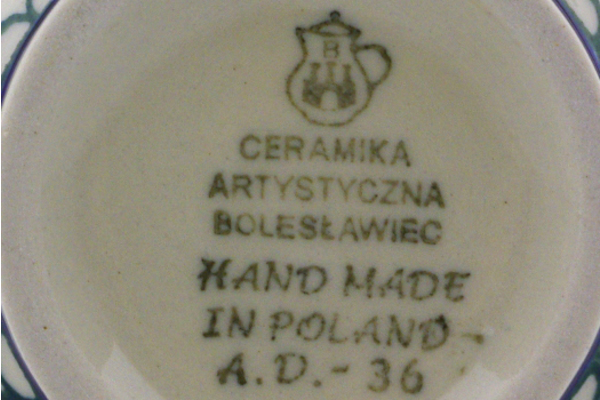 B
CERAMIKA
ARTYSTYCZNA
BOLESŁAWIEC
HAND MADE
IN POLAND -
A.D.- 36